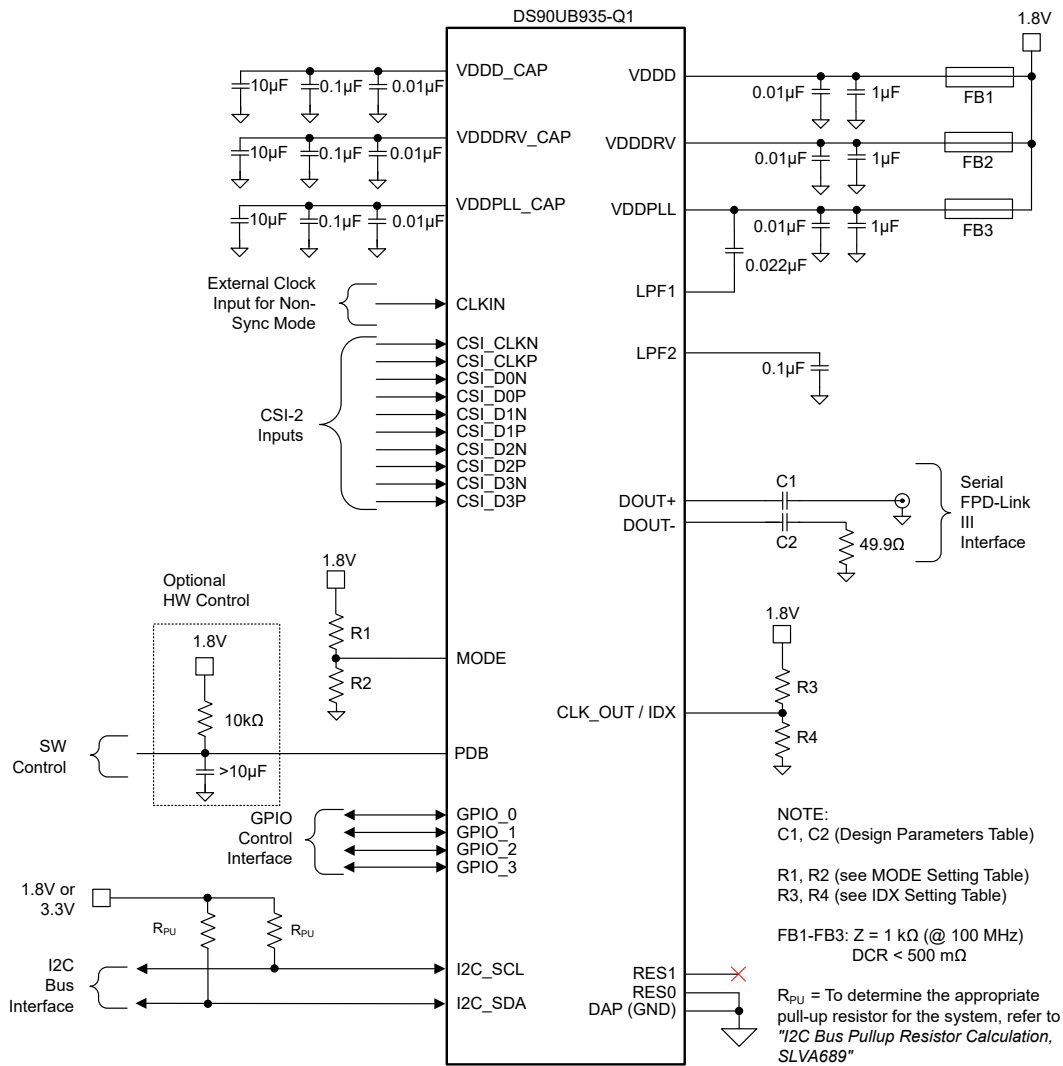 DS90UB935-Q1
1.8V
VDDD_CAP
10µF
0.1µF
0.01µF
VDDDRV_CAP
10µF
0.1µF
0.01µF
VDDPLL_CAP
10µF
0.1µF
0.01µF
External Clock
Input for Non-
Sync Mode
CLKIN
CSI-2
Inputs
CSI_CLKN
CSI_CLKP
CSI_D0N
CSI_D0P
CSI_D1N
CSI_D1P
CSI_D2N
CSI_D2P
CSI_D3N
CSI_D3P
1.8V
R1
R2
MODE
Optional
HW Control
1.8V
10kΩ
>10µF
SW
Control
PDB
GPIO
Control
Interface
GPIO_0
GPIO_1
GPIO_2
GPIO_3
1.8V or
3.3V
RPU
RPU
I2C
Bus
Interface
I2C_SCL
I2C_SDA
VDDD
0.01µF
1µF
FB1
VDDDRV
0.01µF
1µF
FB2
VDDPLL
0.01µF
1µF
FB3
0.022µF
LPF1
LPF2
0.1µF
DOUT+
DOUT-
C1
C2
49.9Ω
Serial
FPD-Link
III
Interface
1.8V
R3
R4
CLK_OUT / IDX
RES1
RES0
DAP (GND)
NOTE:
C1, C2 (Design Parameters Table)
R1, R2 (see MODE Setting Table)
R3, R4 (see IDX Setting Table)
FB1-FB3: Z = 1 kΩ (@ 100 MHz)
DCR < 500 mΩ
RPU = To determine the appropriate
pull-up resistor for the system, refer to
"I2C Bus Pullup Resistor Calculation,
SLVA689"